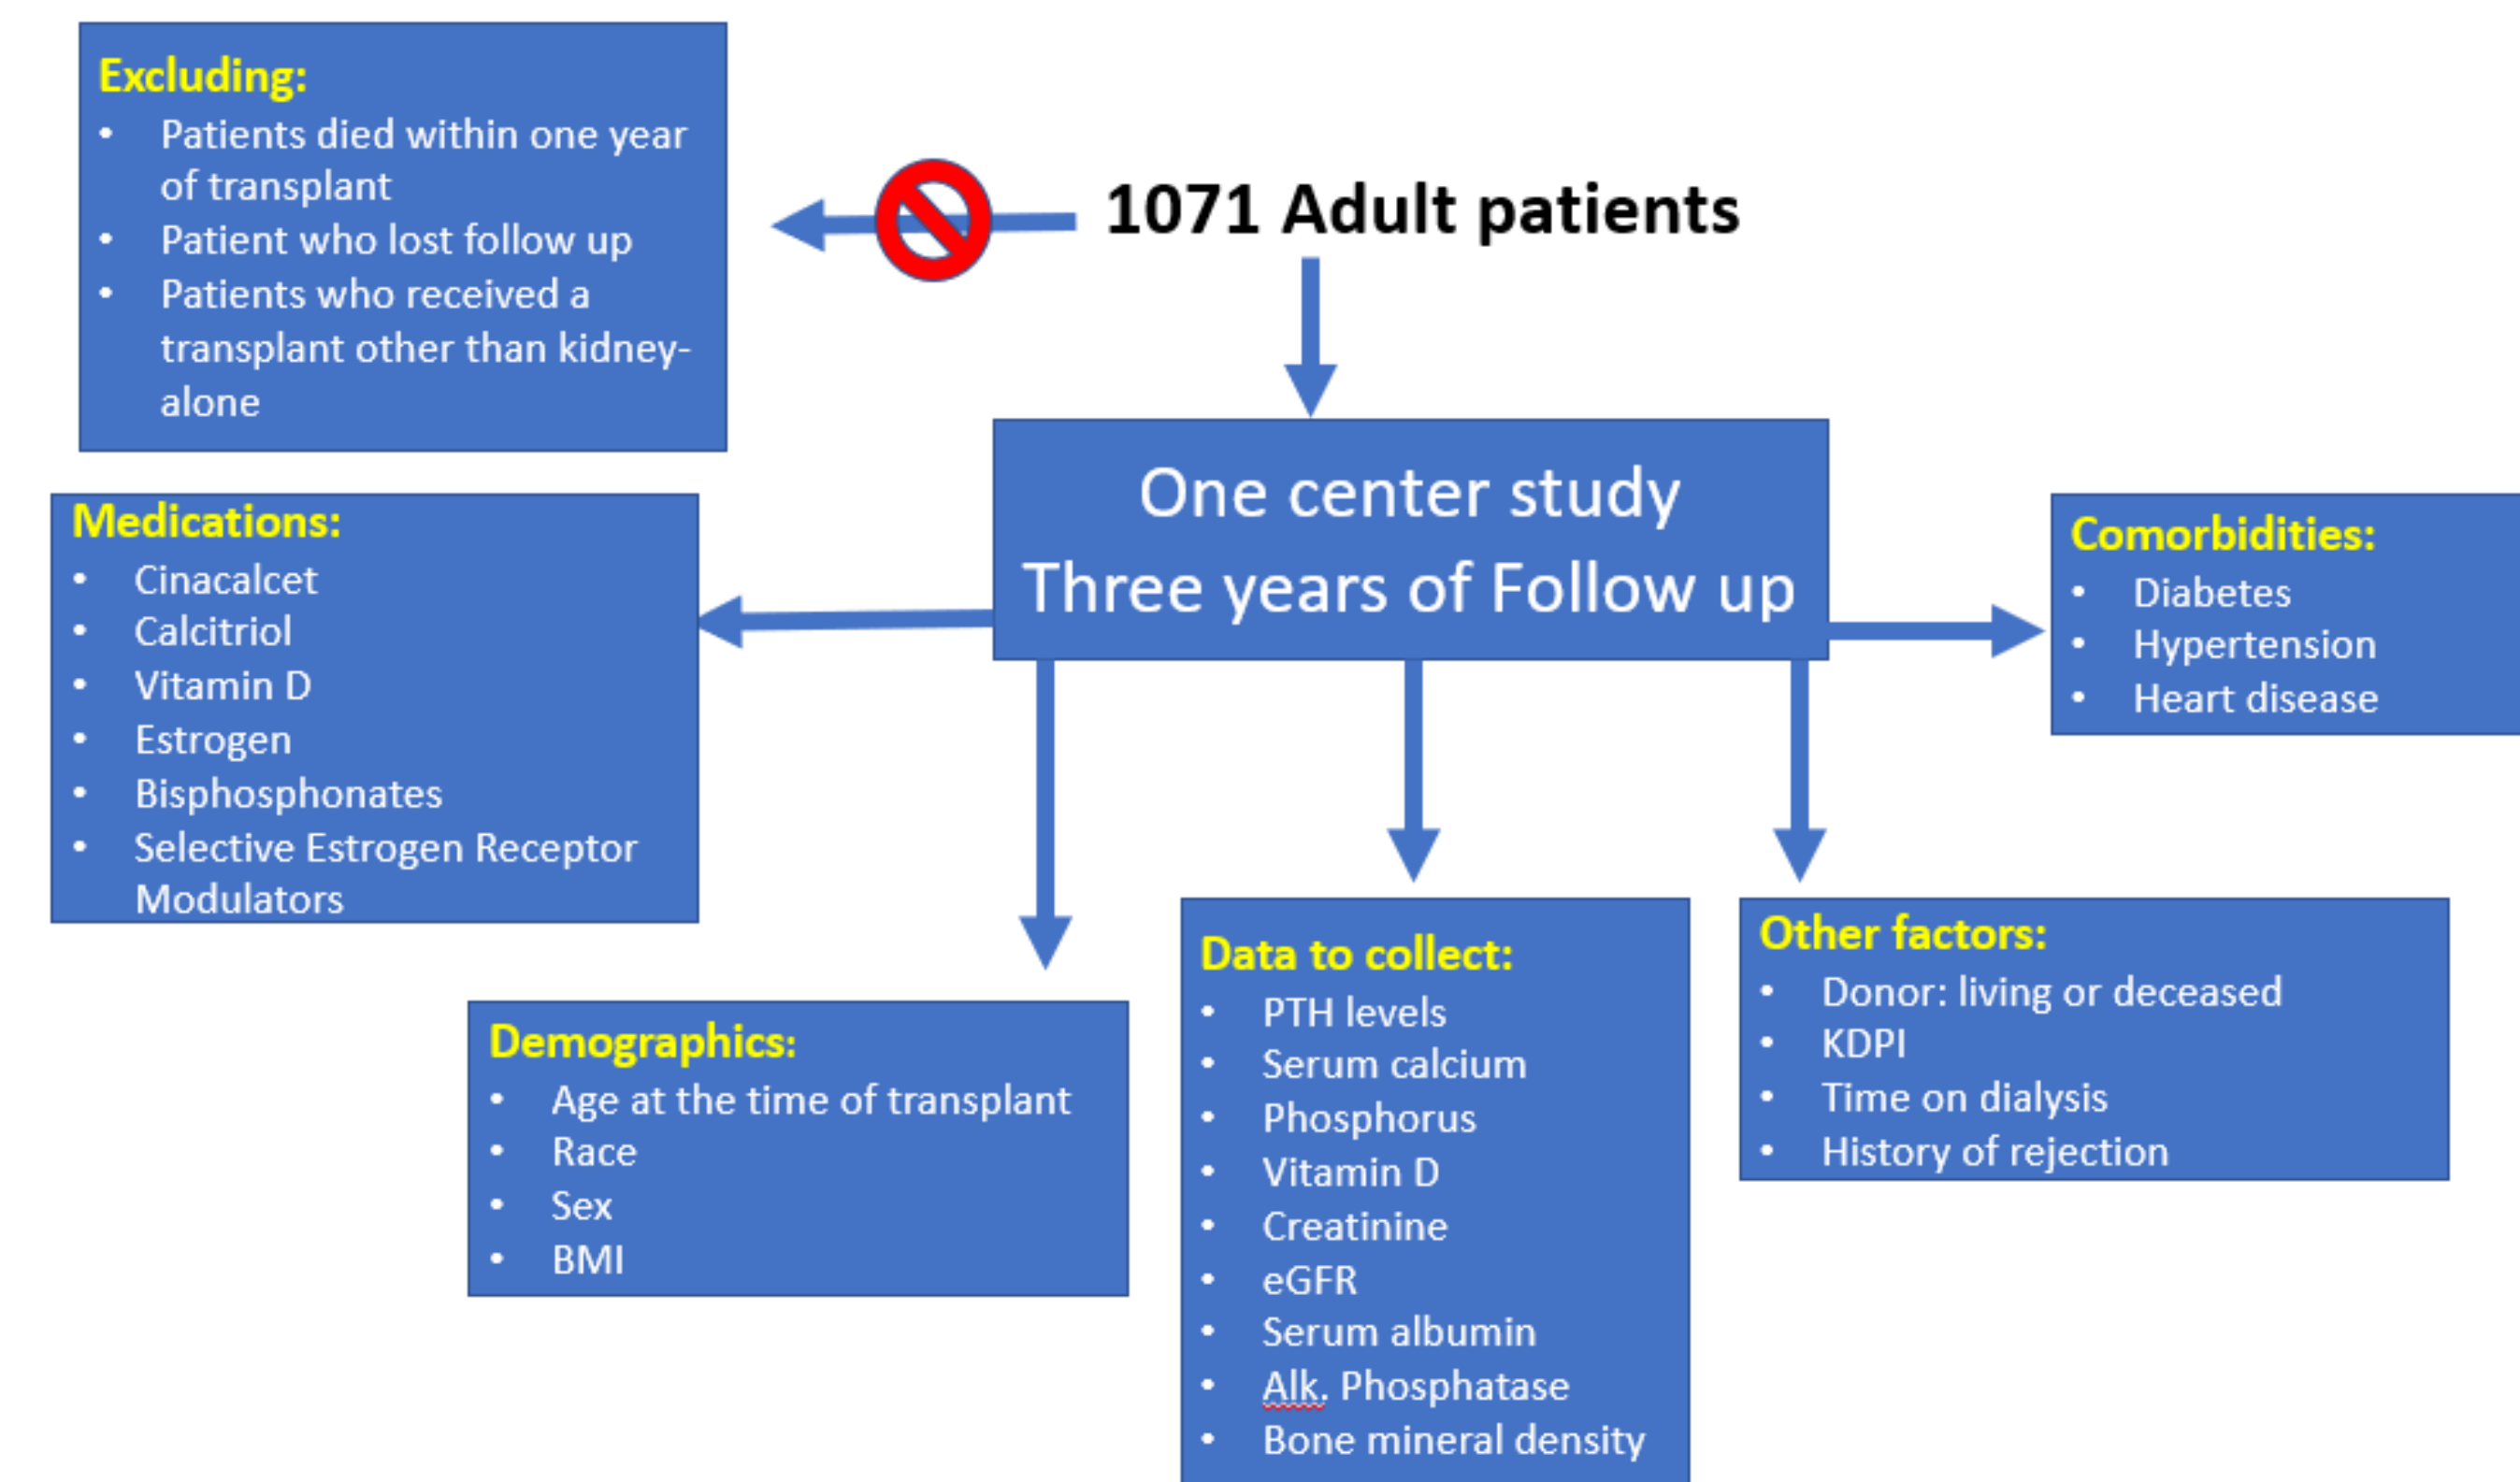 Excluding:
• Patients died within one year
of transplant
• Patient who lost follow up
• Patients who received a
transplant other than kidney-
alone
1071 Adult patients
One center study
Three years of Follow up
Medications:
• Cinacalcet
• Calcitriol
• Vitamin D
• Estrogen
• Bisphosphonates
• Selective Estrogen Receptor
Modulators
Comorbidities:
• Diabetes
• Hypertension
• Heart disease
Demographics:
• Age at the time of transplant
• Race
• Sex
• BMI
Data to collect:
• PTH levels
• Serum calcium
• Phosphorus
• Vitamin D
• Creatinine
• eGFR
• Serum albumin
• Alk. Phosphatase
• Bone mineral density
Other factors:
• Donor: living or deceased
• KDPI
• Time on dialysis
• History of rejection